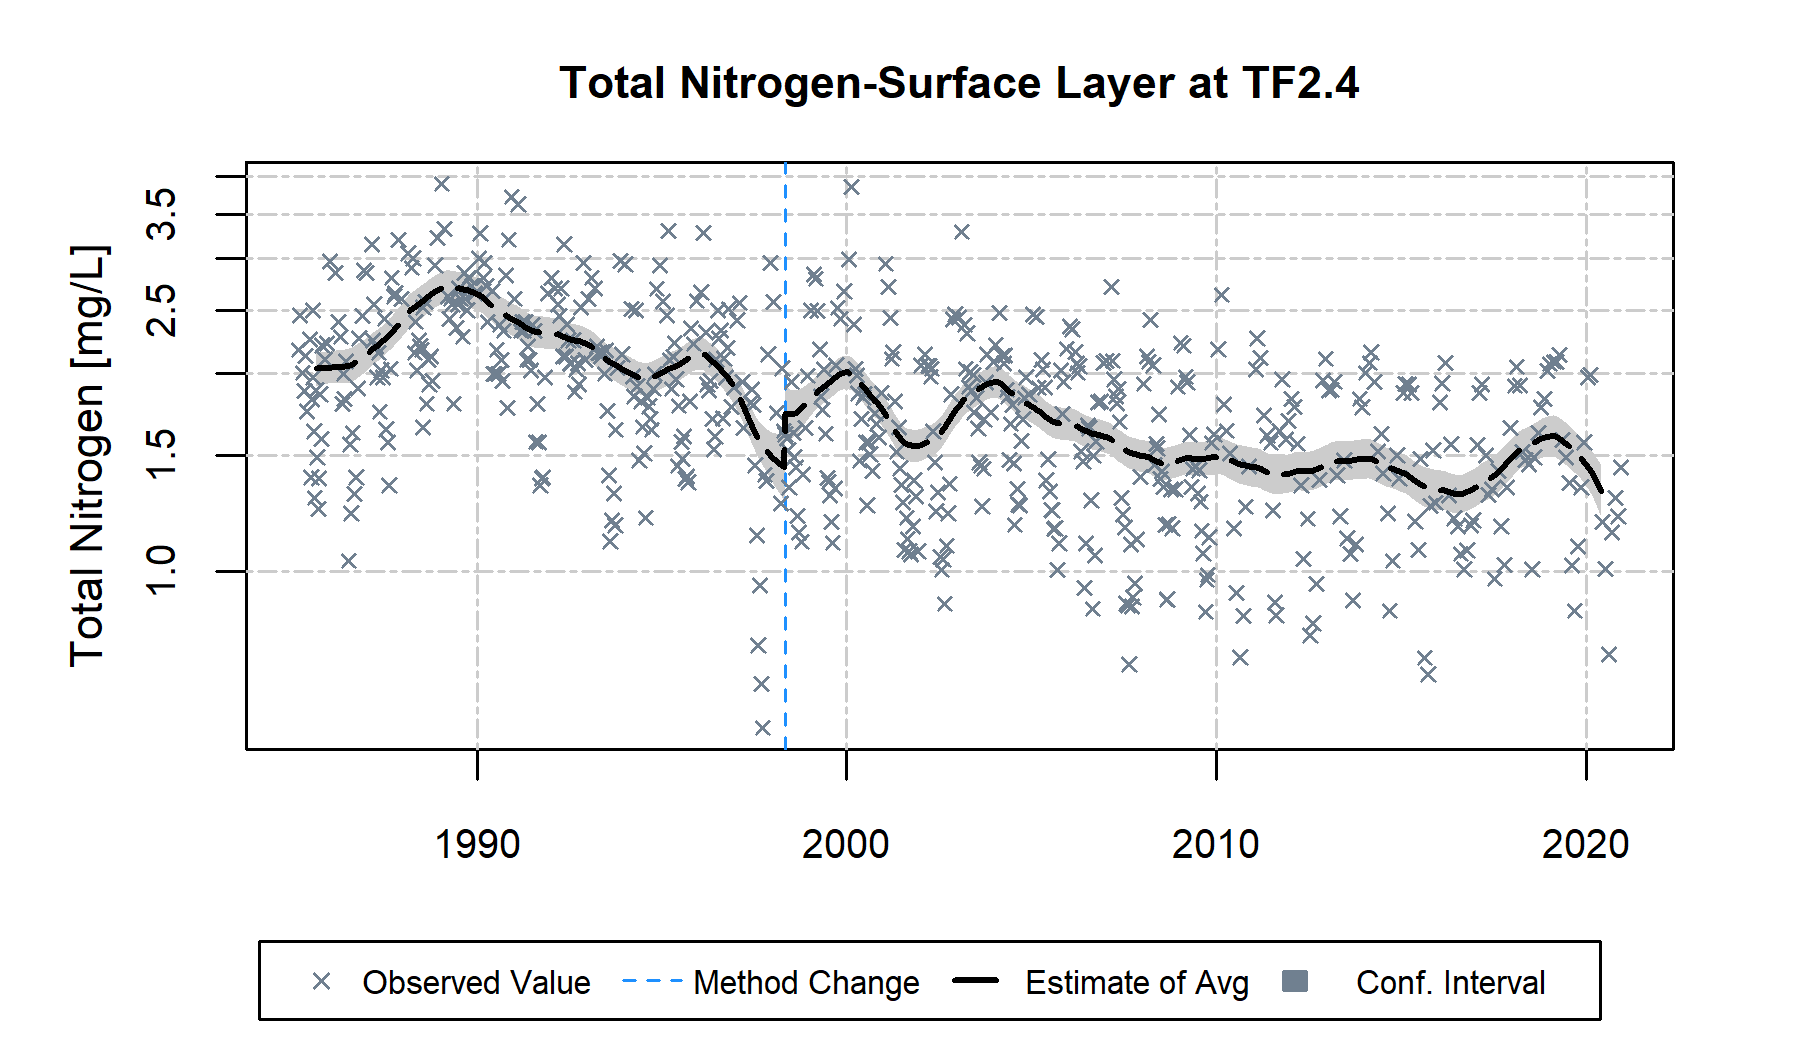 Total Nitrogen-Surface Layer at TF2.4
Total Nitrogen [mg/L]
3.5
2.5
1.5
1.0
1990 2000 2010 2020
Observed Value Method Change Estimate of Avg Conf. Interval